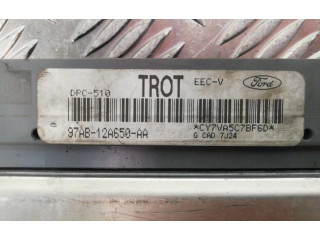 TROT
EEC-V
Ford
DPC-510
97AB-12A650-AA
*CY7VA5C7BF6D*
G CAD 7J24